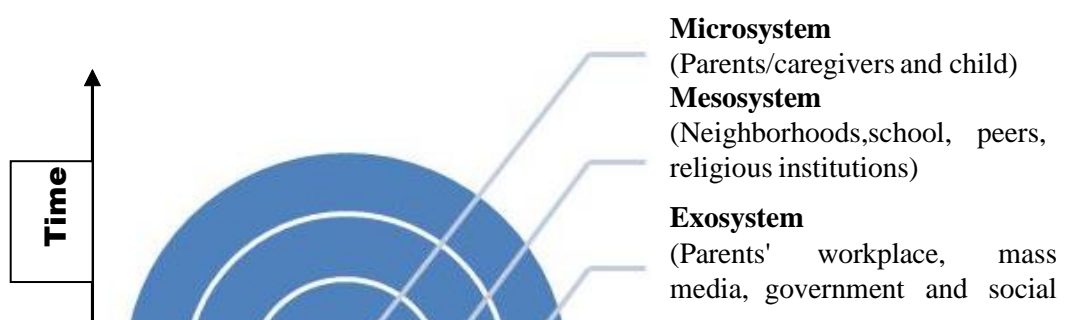 Microsystem
(Parents/caregivers and child)
Mesosystem
(Neighborhoods,school, peers,
religious institutions)
Exosystem
(Parents' workplace, mass
media, government and social
Time